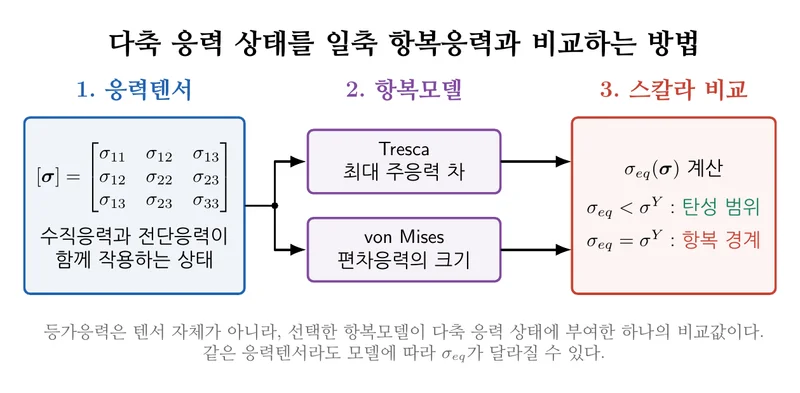 다축 응력 상태를 일축 항복응력과 비교하는 방법
1. 응력텐서
[σ] =
σ11 σ12 σ13
σ12 σ22 σ23
σ13 σ23 σ33
수직응력과 전단응력이
함께 작용하는 상태
2. 항복모델
Tresca
최대 주응력 차
von Mises
편차응력의 크기
3. 스칼라 비교
σeq(σ) 계산
σeq < σY : 탄성 범위
σeq = σY : 항복 경계
등가응력은 텐서 자체가 아니라, 선택한 항복모델이 다축 응력 상태에 부여한 하나의 비교값이다.
같은 응력텐서라도 모델에 따라 σeq가 달라질 수 있다.